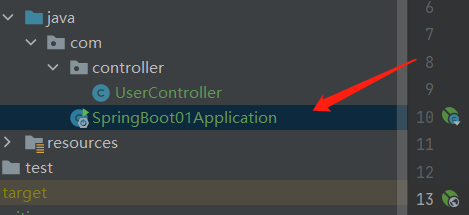 java
com
controller
UserController
SpringBoot01Application
resources
test
target
6
7
8
9
10
11
12
13